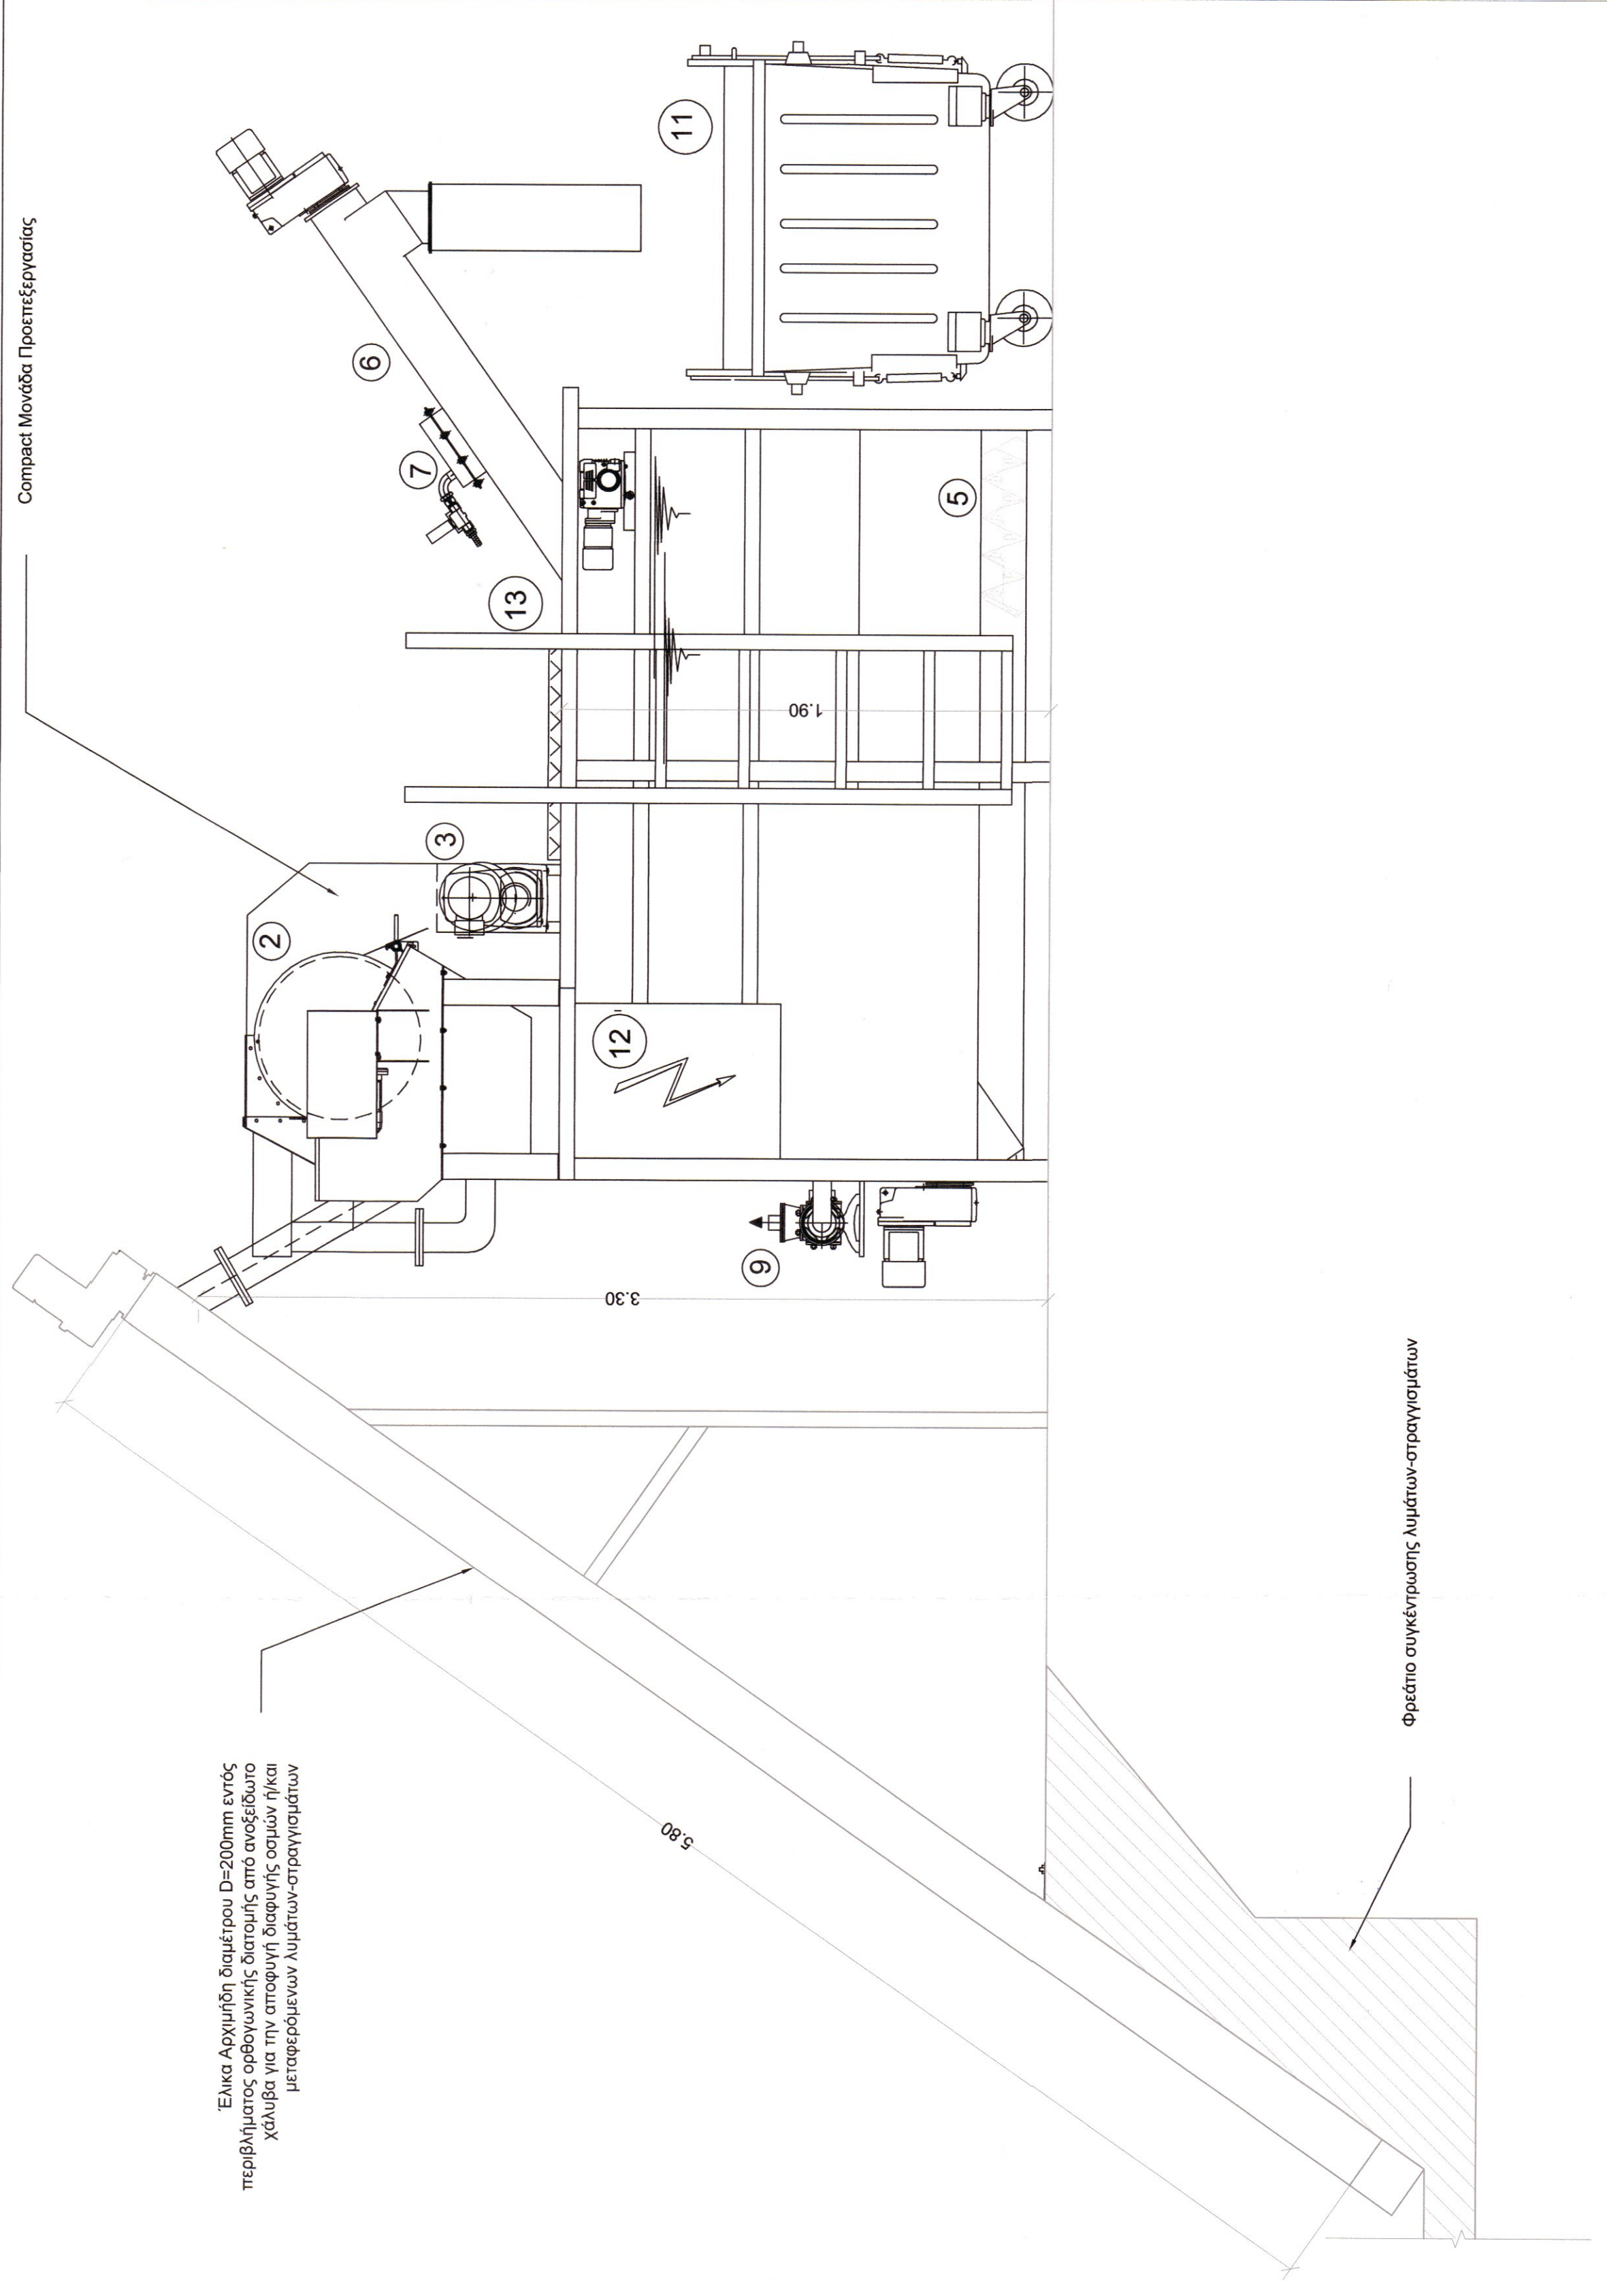 Compact Μονάδα Προεπεξεργασίας
Έλικα Αρχιμήδη διαμέτρου D=200mm εντός
περιβλήματος ορθογωνικής διατομής από ανοξείδωτο
χάλυβα για την αποφυγή διαφυγής οσμών ή/και
μεταφερόμενων λυμάτων-στραγγισμάτων
2
6
7
3
13
12
3.30
5.80
11
9
1.90
5
Φρεάτιο συγκέντρωσης λυμάτων-στραγγισμάτων